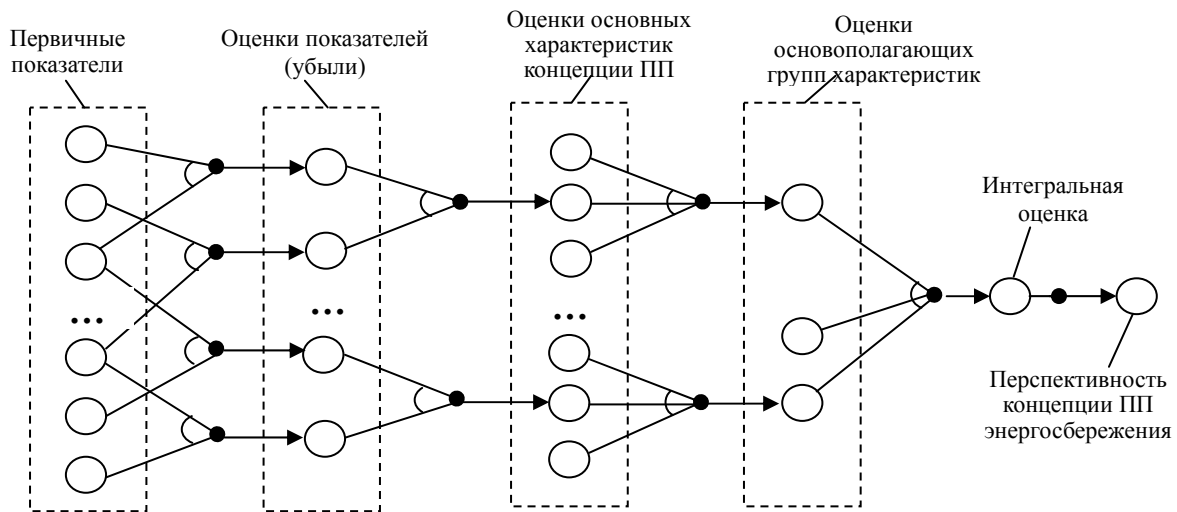 Первичные
показатели
Оценки показателей
(убыли)
Оценки основных
характеристик
концепции ПП
Оценки
основополагающих
групп характеристик
Интегральная
оценка
...
...
...
Перспективность
концепции ПП
энергосбережения